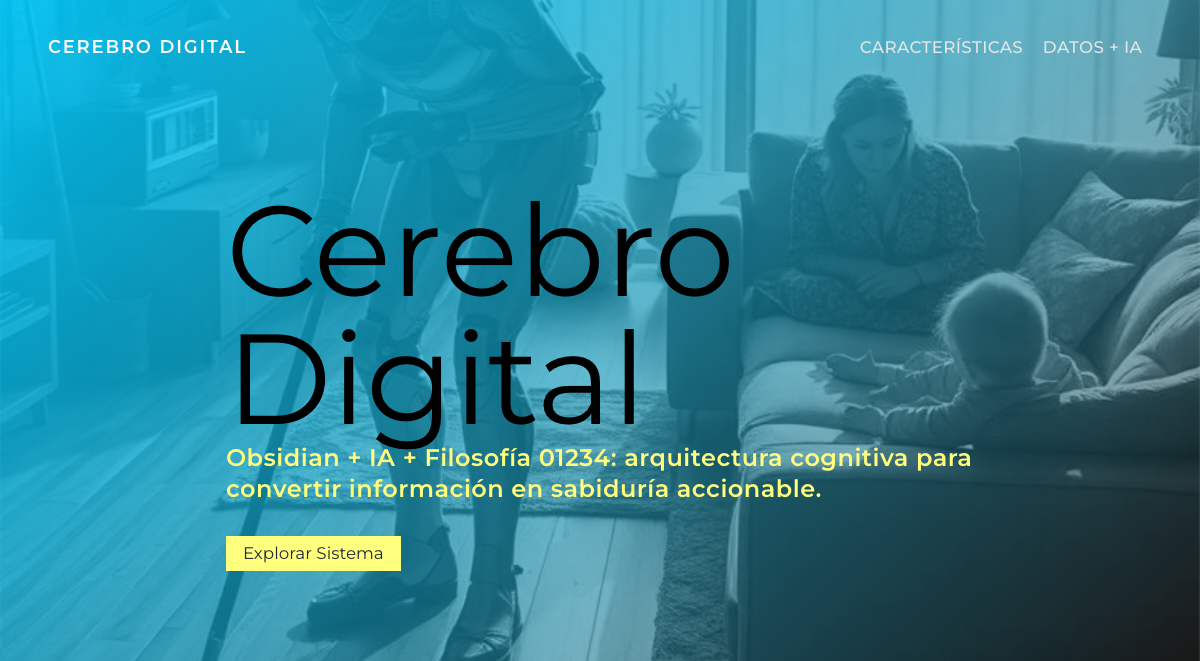 CEREBRO DIGITAL
CARACTERÍSTICAS DATOS + IA
Cerebro
Digital
Obsidian + IA + Filosofía 01234: arquitectura cognitiva para
convertir información en sabiduría accionable.
Explorar Sistema